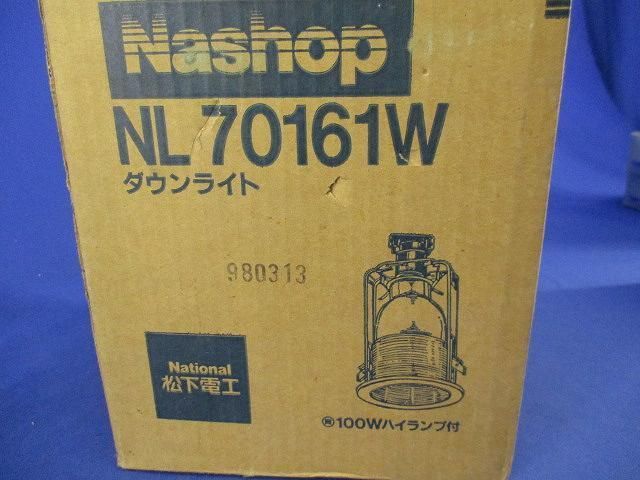 Nashop
NL70161W
ダウンライト
980313
National
松下電工
100Wハイランプ付